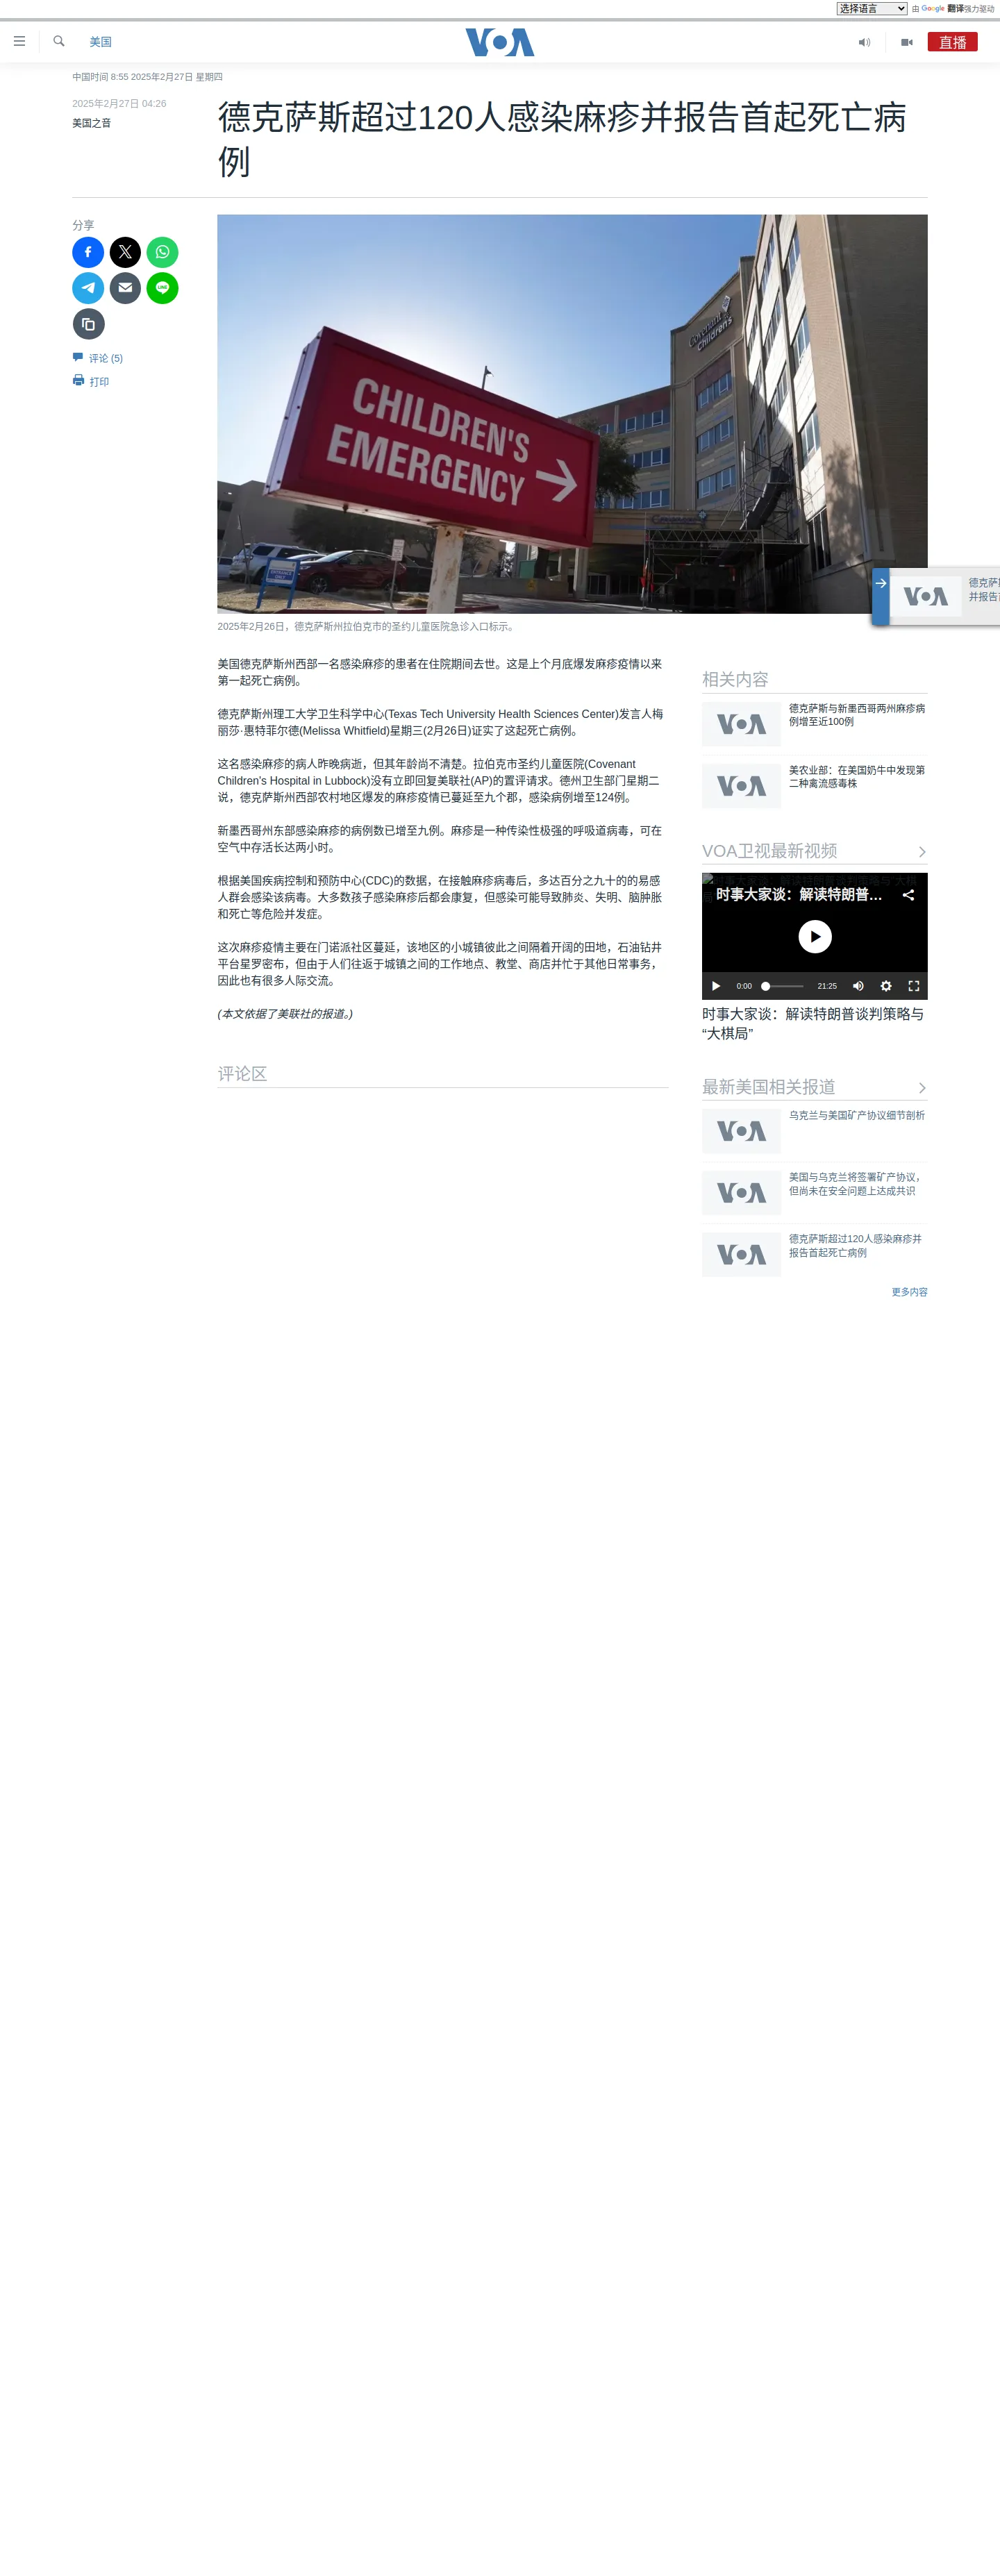 选择语言 由 Google 翻译强力驱动
美国
VOA
直播
中国时间 8:55 2025年2月27日 星期四
2025年2月27日 04:26
美国之音
德克萨斯超过120人感染麻疹并报告首起死亡病
例
分享
LINE
评论 (5)
打印
CHILDREN'S
EMERGENCY
Covenant
Children's
ENTRANCE
ONLY
德克萨斯
并报告首
VOA
2025年2月26日，德克萨斯州拉伯克市的圣约儿童医院急诊入口标示。
美国德克萨斯州西部一名感染麻疹的患者在住院期间去世。这是上个月底爆发麻疹疫情以来
第一起死亡病例。
德克萨斯州理工大学卫生科学中心(Texas Tech University Health Sciences Center)发言人梅
丽莎·惠特菲尔德(Melissa Whitfield)星期三(2月26日)证实了这起死亡病例。
这名感染麻疹的病人昨晚病逝，但其年龄尚不清楚。拉伯克市圣约儿童医院(Covenant
Children's Hospital in Lubbock)没有立即回复美联社(AP)的置评请求。德州卫生部门星期二
说，德克萨斯州西部农村地区爆发的麻疹疫情已蔓延至九个郡，感染病例增至124例。
新墨西哥州东部感染麻疹的病例数已增至九例。麻疹是一种传染性极强的呼吸道病毒，可在
空气中存活长达两小时。
根据美国疾病控制和预防中心(CDC)的数据，在接触麻疹病毒后，多达百分之九十的的易感
人群会感染该病毒。大多数孩子感染麻疹后都会康复，但感染可能导致肺炎、失明、脑肿胀
和死亡等危险并发症。
这次麻疹疫情主要在门诺派社区蔓延，该地区的小城镇彼此之间隔着开阔的田地，石油钻井
平台星罗密布，但由于人们往返于城镇之间的工作地点、教堂、商店并忙于其他日常事务，
因此也有很多人际交流。
(本文依据了美联社的报道。)
评论区
相关内容
VOA
德克萨斯与新墨西哥两州麻疹病
例增至近100例
VOA
美农业部：在美国奶牛中发现第
二种禽流感毒株
VOA卫视最新视频
时事大家谈：解读特朗普谈判策略与“大棋
局”
时事大家谈：解读特朗普…
0:00
21:25
时事大家谈：解读特朗普谈判策略与
“大棋局”
最新美国相关报道
VOA
乌克兰与美国矿产协议细节剖析
VOA
美国与乌克兰将签署矿产协议，
但尚未在安全问题上达成共识
VOA
德克萨斯超过120人感染麻疹并
报告首起死亡病例
更多内容